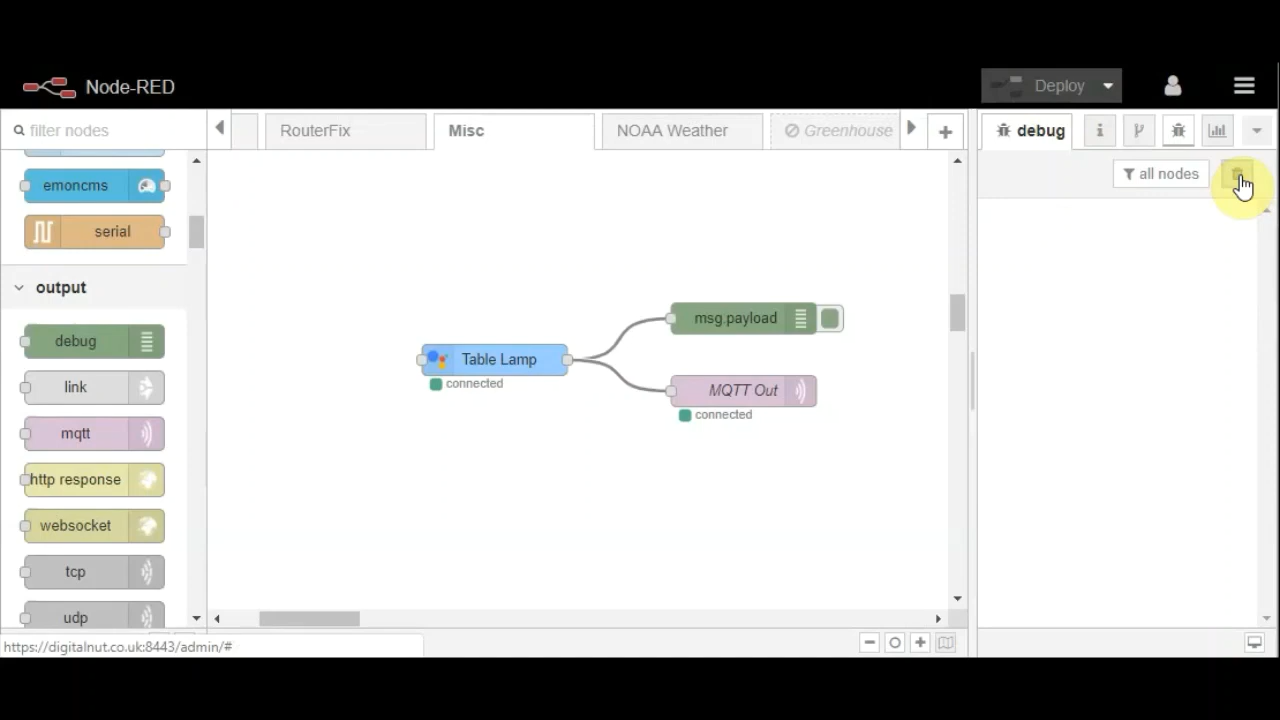 Node-RED
Deploy
filter nodes
RouterFix
Misc
NOAA Weather
Greenhouse
+
debug
i
all nodes
emoncms
serial
output
debug
link
mqtt
http response
websocket
tcp
udp
Table Lamp
connected
msg.payload
MQTT Out
connected
https://digitalnut.co.uk:8443/admin/#